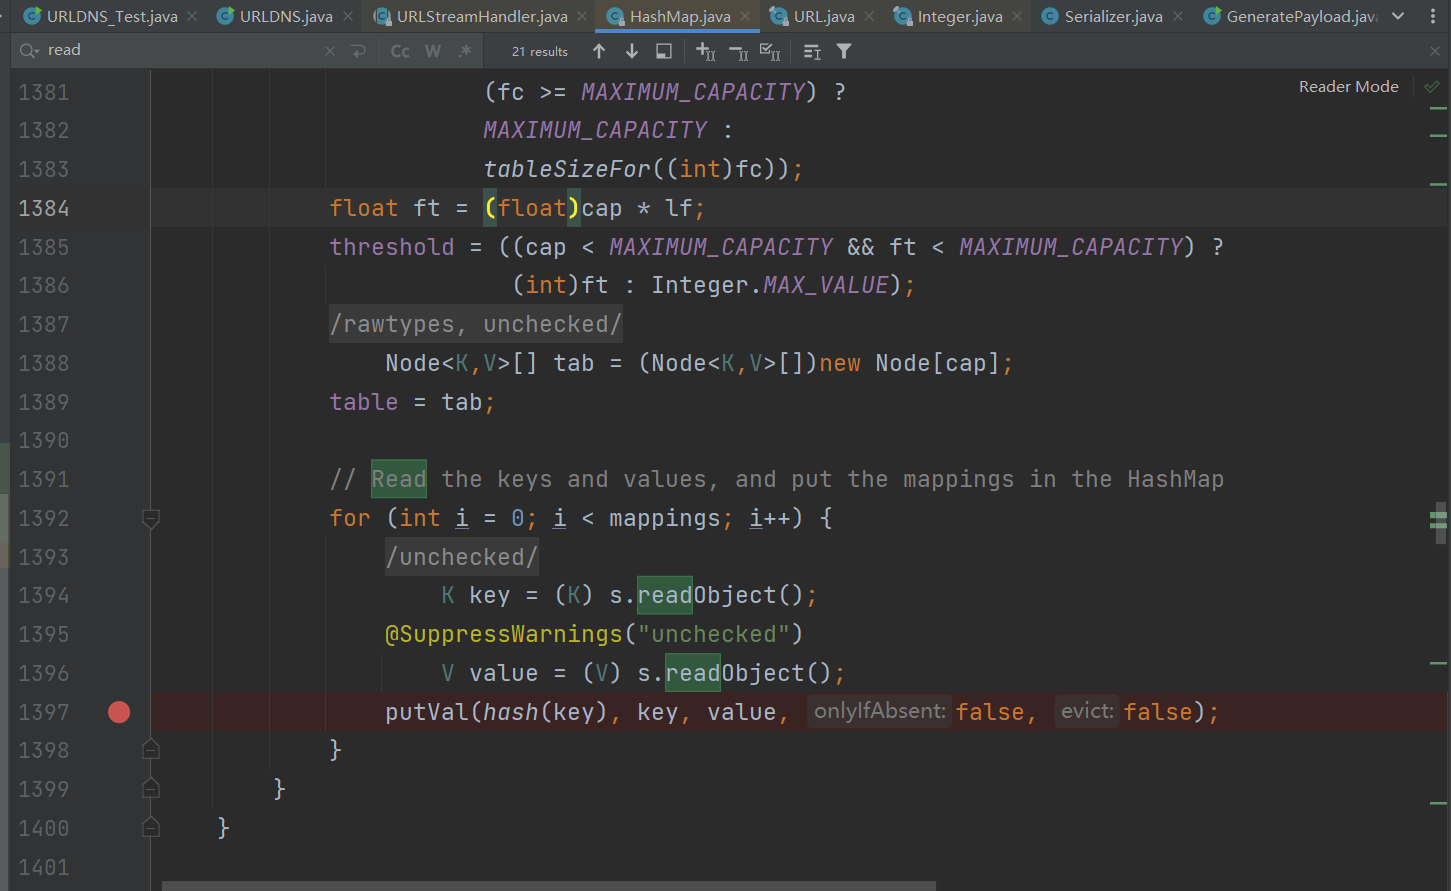 URLDNS_Test.java URLDNS.java URLStreamHandler.java HashMap.java URL.java Integer.java Serializer.java GeneratePayload.java
read Cc W .* 21 results
Reader Mode
1381 (fc >= MAXIMUM_CAPACITY) ?
1382 MAXIMUM_CAPACITY :
1383 tableSizeFor((int)fc));
1384 float ft = (float)cap * lf;
1385 threshold = ((cap < MAXIMUM_CAPACITY && ft < MAXIMUM_CAPACITY) ?
1386 (int)ft : Integer.MAX_VALUE);
1387 /rawtypes, unchecked/
1388 Node<K,V>[] tab = (Node<K,V>[])new Node[cap];
1389 table = tab;
1390
1391 // Read the keys and values, and put the mappings in the HashMap
1392 for (int i = 0; i < mappings; i++) {
1393 /unchecked/
1394 K key = (K) s.readObject();
1395 @SuppressWarnings("unchecked")
1396 V value = (V) s.readObject();
1397 putVal(hash(key), key, value, onlyIfAbsent: false, evict: false);
1398 }
1399 }
1400 }
1401